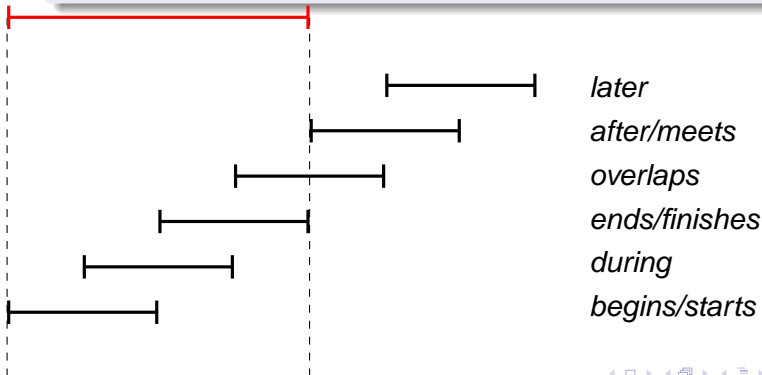 later
after/meets
overlaps
ends/finishes
during
begins/starts